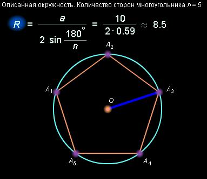 Описанная окружность. Количество сторон многоугольника n = 5
R = a / (2 sin 180° / n) = 10 / (2 · 0.59) ≈ 8.5
A₂
A₁ A₃
O
A₅ A₄